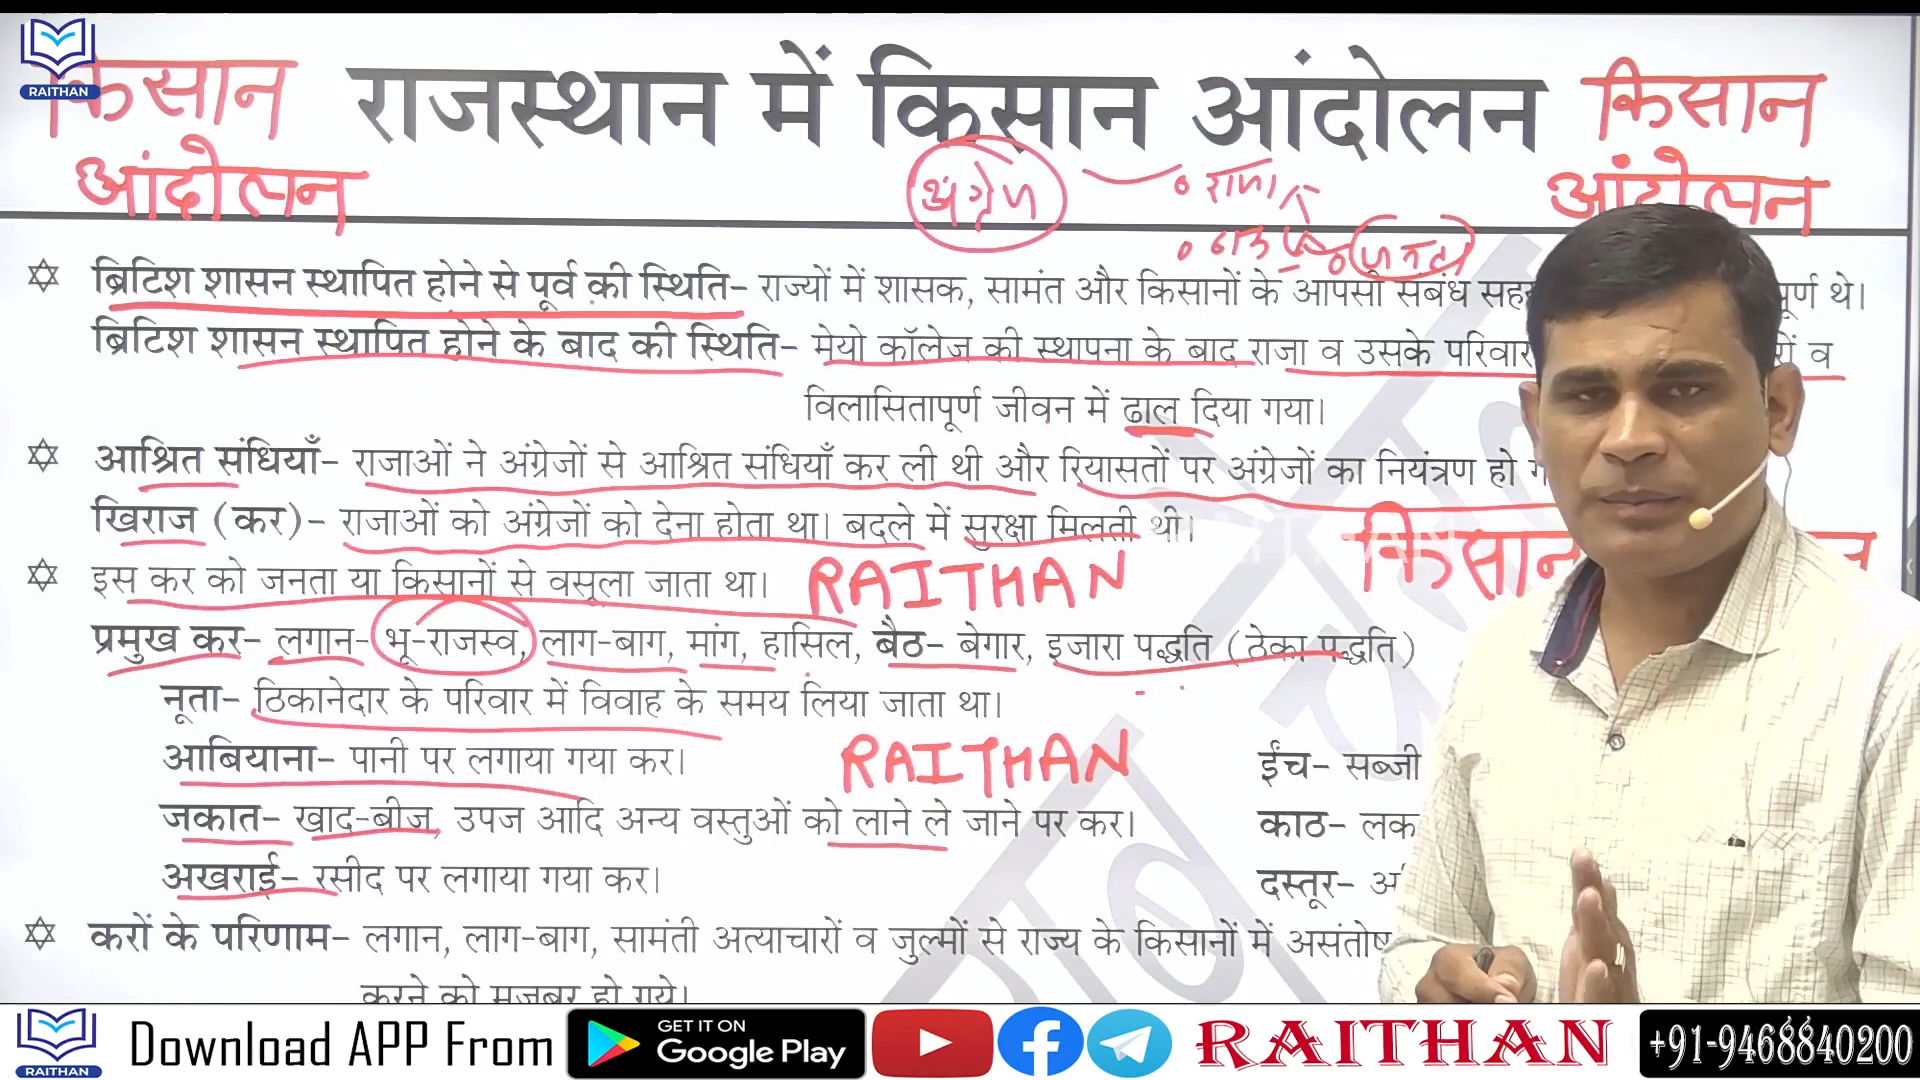 RAITHAN
किसान
आंदोलन
राजस्थान में किसान आंदोलन
किसान
आंदोलन
अंग्रेज
राजा
जनता
ब्रिटिश शासन स्थापित होने से पूर्व की स्थिति- राज्यों में शासक, सामंत और किसानों के आपसी संबंध पूर्ण थे।
ब्रिटिश शासन स्थापित होने के बाद की स्थिति- मेयो कॉलेज की स्थापना के बाद राजा व उसके परिवार व
विलासितापूर्ण जीवन में ढाल दिया गया।
आश्रित संधियाँ- राजाओं ने अंग्रेजों से आश्रित संधियाँ कर ली थी और रियासतों पर अंग्रेजों का नियंत्रण हो
खिराज (कर)- राजाओं को अंग्रेजों को देना होता था। बदले में सुरक्षा मिलती थी।
किसान
इस कर को जनता या किसानों से वसूला जाता था।
RAITHAN
प्रमुख कर- लगान- भू-राजस्व, लाग-बाग, मांग, हासिल, बैठ- बेगार, इजारा पद्धति (ठेका पद्धति)
नूता- ठिकानेदार के परिवार में विवाह के समय लिया जाता था।
आबियाना- पानी पर लगाया गया कर।
RAITHAN
ईंच- सब्जी
जकात- खाद-बीज, उपज आदि अन्य वस्तुओं को लाने ले जाने पर कर।
काठ- लक
अखराई- रसीद पर लगाया गया कर।
दस्तूर-
करों के परिणाम- लगान, लाग-बाग, सामंती अत्याचारों व जुल्मों से राज्य के किसानों में असंतोष
करने को मजबूर हो गये।
RAITHAN
Download APP From
GET IT ON
Google Play
RAITHAN
+91-9468840200